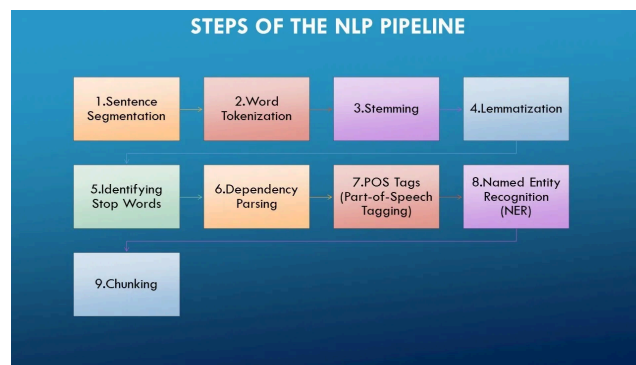 STEPS OF THE NLP PIPELINE
1.Sentence
Segmentation
2.Word
Tokenization
3.Stemming
4.Lemmatization
5.Identifying
Stop Words
6.Dependency
Parsing
7.POS Tags
(Part-of-Speech
Tagging)
8.Named Entity
Recognition
(NER)
9.Chunking